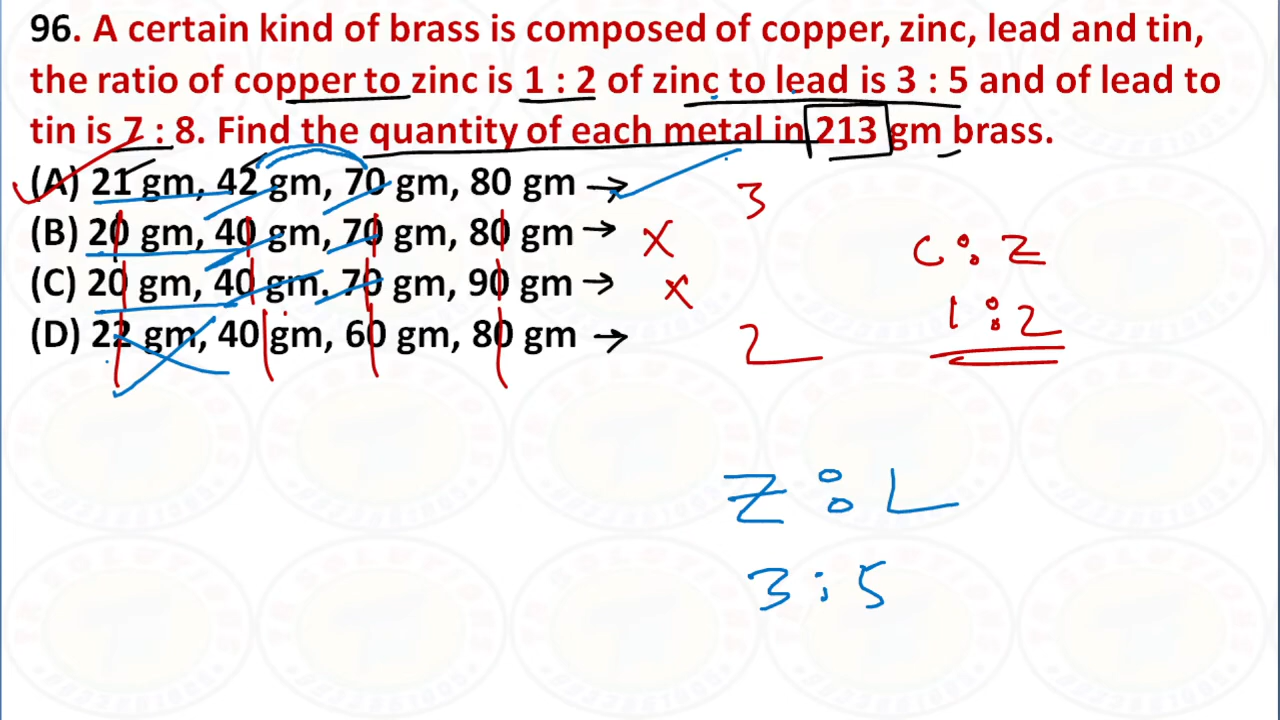 96. A certain kind of brass is composed of copper, zinc, lead and tin,
the ratio of copper to zinc is 1 : 2 of zinc to lead is 3 : 5 and of lead to
tin is 7 : 8. Find the quantity of each metal in 213 gm brass.
(A) 21 gm, 42 gm, 70 gm, 80 gm →
(B) 20 gm, 40 gm, 70 gm, 80 gm → x
(C) 20 gm, 40 gm. 70 gm, 90 gm → x
(D) 22 gm, 40 gm, 60 gm, 80 gm →
3
2
C : Z
1 : 2
Z : L
3 : 5